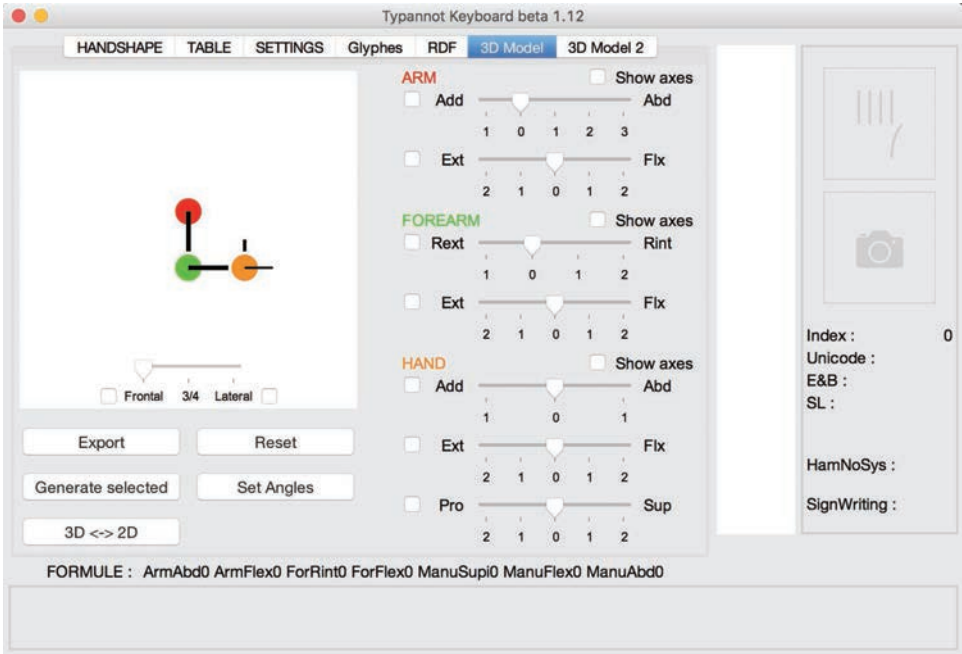 Typannot Keyboard beta 1.12
HANDSHAPE TABLE SETTINGS Glyphes RDF 3D Model 3D Model 2
ARM Show axes
Add Abd
1 0 1 2 3
Ext Flx
2 1 0 1 2
FOREARM Show axes
Rext Rint
1 0 1 2
Ext Flx
2 1 0 1 2
HAND Show axes
Add Abd
1 0 1
Ext Flx
2 1 0 1 2
Pro Sup
2 1 0 1 2
Frontal 3/4 Lateral
Export Reset
Generate selected Set Angles
3D <-> 2D
Index : 0
Unicode :
E&B :
SL :
HamNoSys :
SignWriting :
FORMULE : ArmAbd0 ArmFlex0 ForRint0 ForFlex0 ManuSupi0 ManuFlex0 ManuAbd0